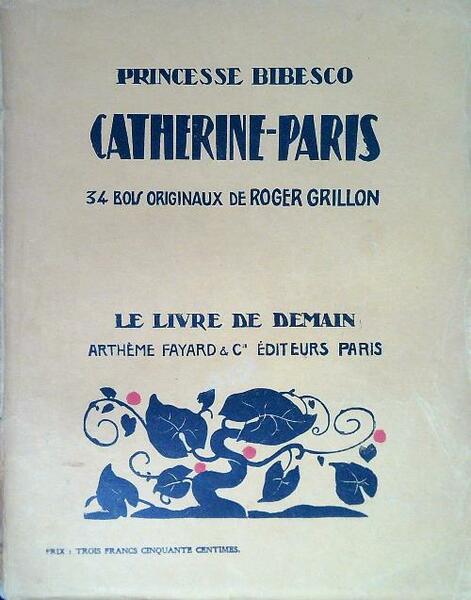 PRINCESSE BIBESCO
CATHERINE-PARIS
34 BOIS ORIGINAUX DE ROGER GRILLON
LE LIVRE DE DEMAIN
ARTHÈME FAYARD & Cie ÉDITEURS PARIS
PRIX : TROIS FRANCS CINQUANTE CENTIMES.